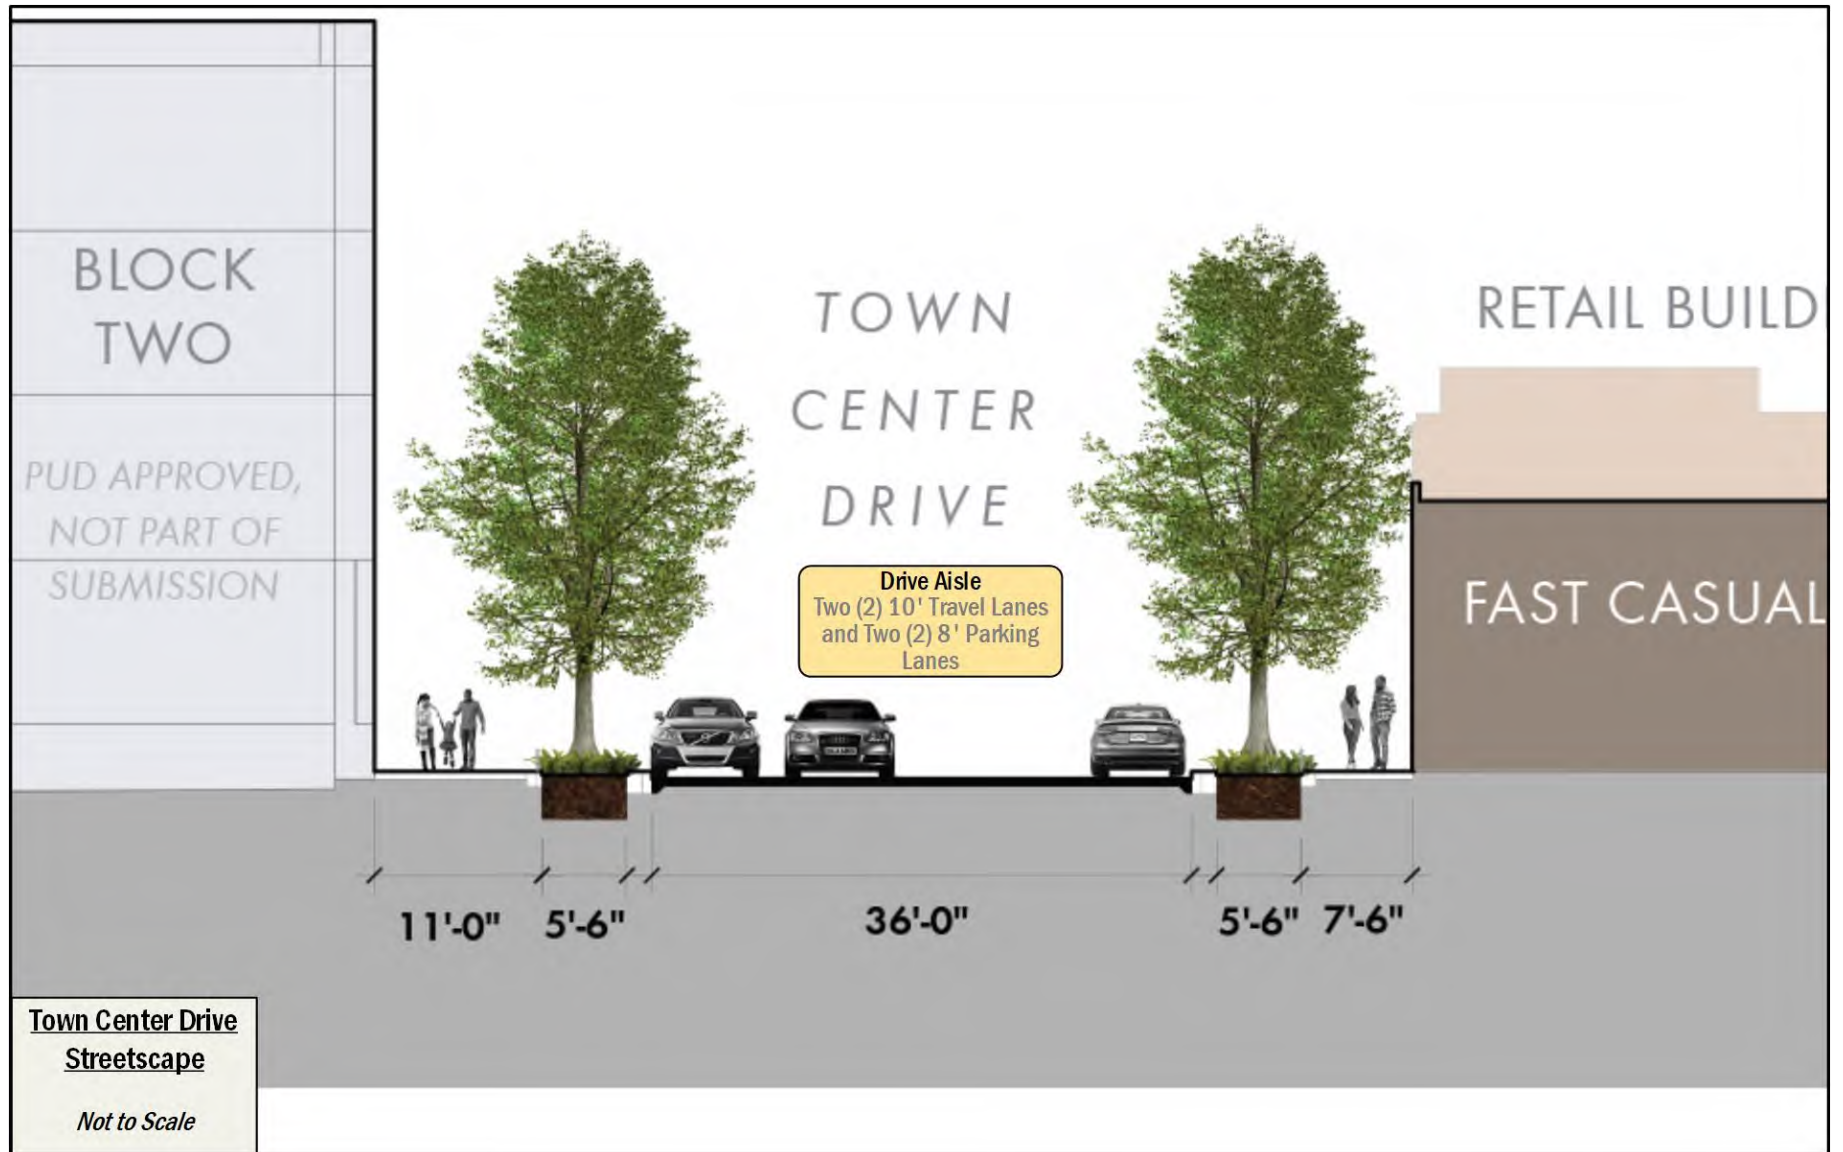 BLOCK
TWO
PUD APPROVED,
NOT PART OF
SUBMISSION
TOWN
CENTER
DRIVE
Drive Aisle
Two (2) 10' Travel Lanes
and Two (2) 8' Parking
Lanes
RETAIL BUILD
FAST CASUAL
11'-0" 5'-6" 36'-0" 5'-6" 7'-6"
Town Center Drive
Streetscape
Not to Scale